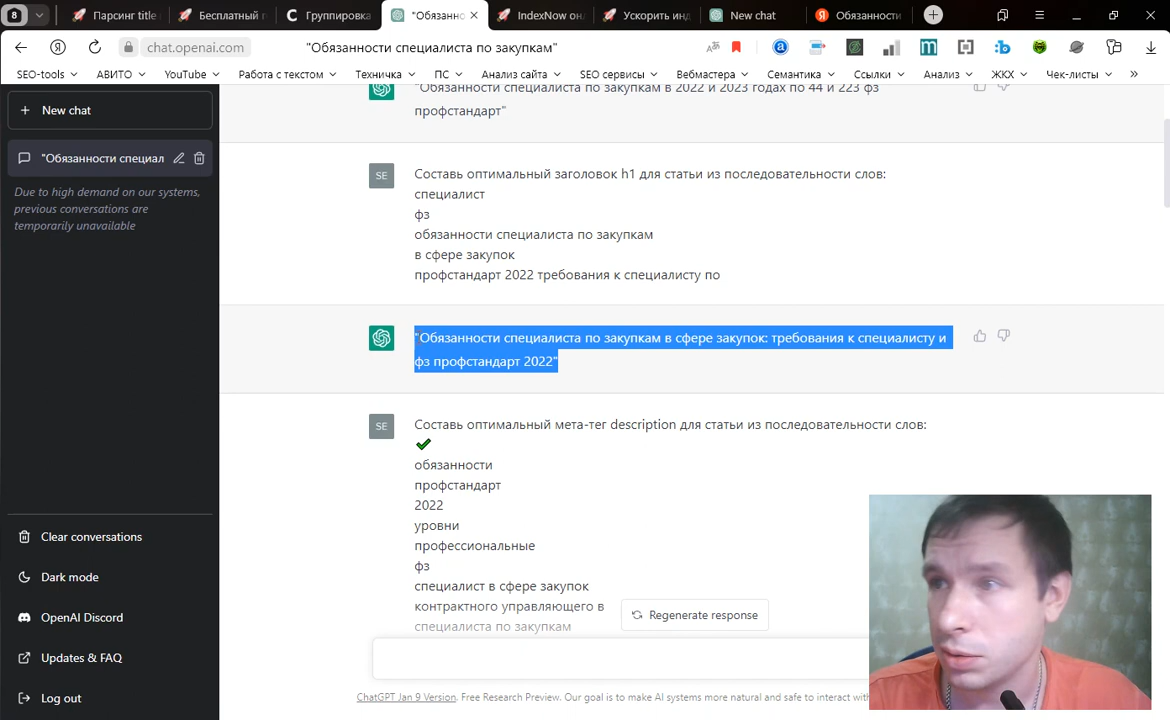 8
Парсинг title
Бесплатный
Группировка
"Обязанно
IndexNow он
Ускорить инд
New chat
Обязанности
chat.openai.com
"Обязанности специалиста по закупкам"
SEO-tools
АВИТО
YouTube
Работа с текстом
Техничка
ПС
Анализ сайта
SEO сервисы
Вебмастера
Семантика
Ссылки
Анализ
ЖКХ
Чек-листы
+ New chat
"Обязанности специал
Due to high demand on our systems,
previous conversations are
temporarily unavailable
Clear conversations
Dark mode
OpenAI Discord
Updates & FAQ
Log out
"Обязанности специалиста по закупкам в 2022 и 2023 годах по 44 и 223 фз
профстандарт"
SE
Составь оптимальный заголовок h1 для статьи из последовательности слов:
специалист
фз
обязанности специалиста по закупкам
в сфере закупок
профстандарт 2022 требования к специалисту по
"Обязанности специалиста по закупкам в сфере закупок: требования к специалисту и
фз профстандарт 2022"
SE
Составь оптимальный мета-тег description для статьи из последовательности слов:
✔
обязанности
профстандарт
2022
уровни
профессиональные
фз
специалист в сфере закупок
контрактного управляющего в
специалиста по закупкам
Regenerate response
ChatGPT Jan 9 Version. Free Research Preview. Our goal is to make AI systems more natural and safe to interact with